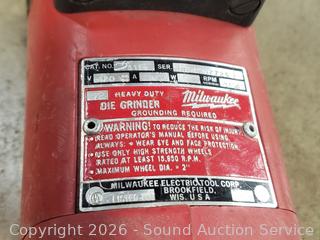 CAT. NO. SER.
V A W RPM
HEAVY DUTY
DIE GRINDER Milwaukee
GROUNDING REQUIRED
WARNING! TO REDUCE THE RISK OF INJURY
READ OPERATOR'S MANUAL BEFORE USING.
ALWAYS: • WEAR EYE AND FACE PROTECTION.
• USE ONLY HIGH STRENGTH WHEELS
RATED AT LEAST 15,850 R.P.M.
• MAXIMUM WHEEL DIA. = 2"
MILWAUKEE ELECTRIC TOOL CORP.
BROOKFIELD,
WIS. U.S.A.
Copyright 2026 - Sound Auction Service